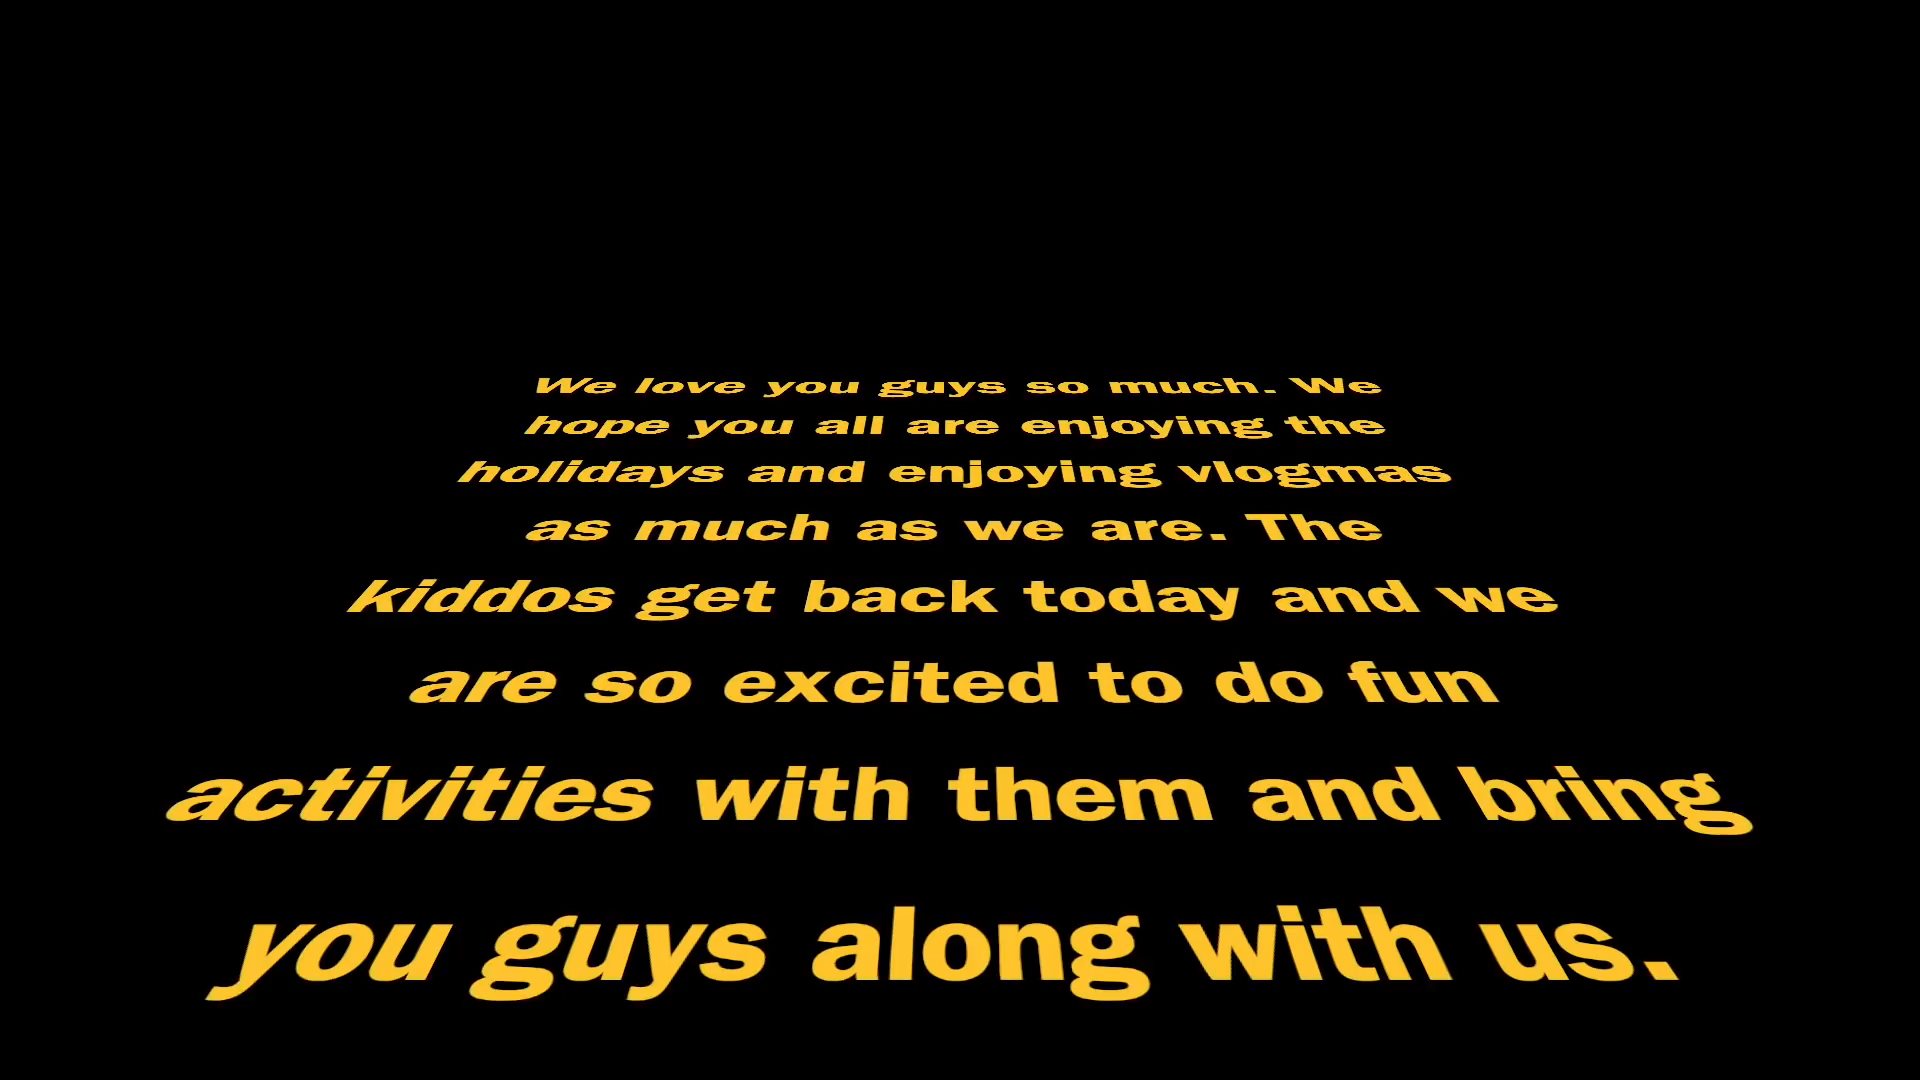 We love you guys so much. We
hope you all are enjoying the
holidays and enjoying vlogmas
as much as we are. The
kiddos get back today and we
are so excited to do fun
activities with them and bring
you guys along with us.